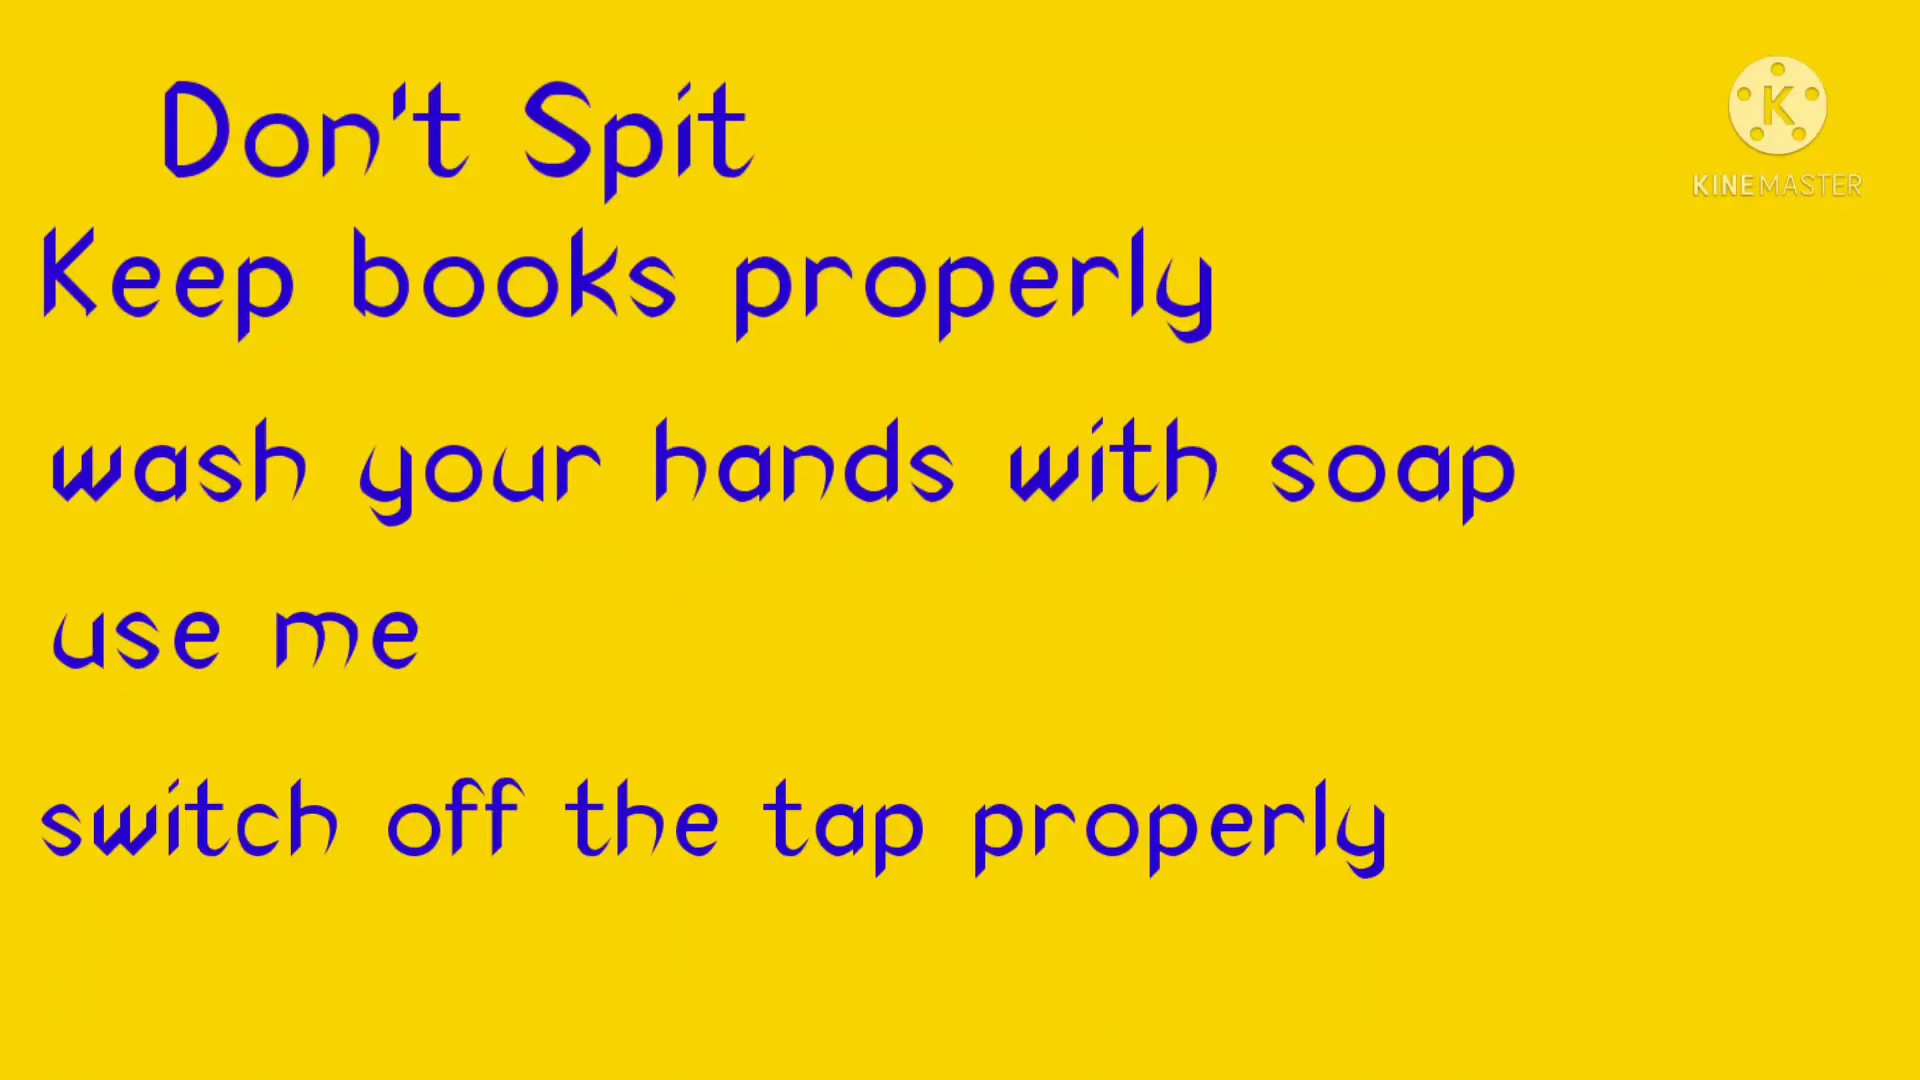 Don't Spit
K
KINEMASTER
Keep books properly
wash your hands with soap
use me
switch off the tap properly